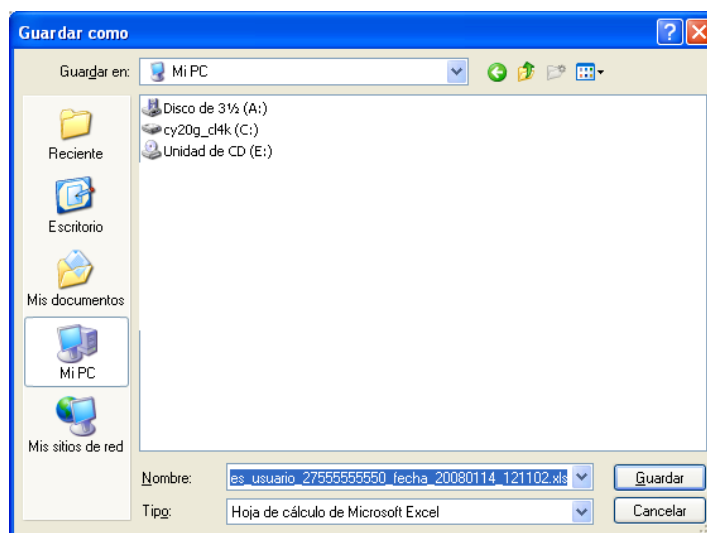 Guardar como
Guardar en: Mi PC
Disco de 3½ (A:)
cy20g_cl4k (C:)
Unidad de CD (E:)
Reciente
Escritorio
Mis documentos
Mi PC
Mis sitios de red
Nombre: es_usuario_27555555550_fecha_20080114_121102.xls Guardar
Tipo: Hoja de cálculo de Microsoft Excel Cancelar